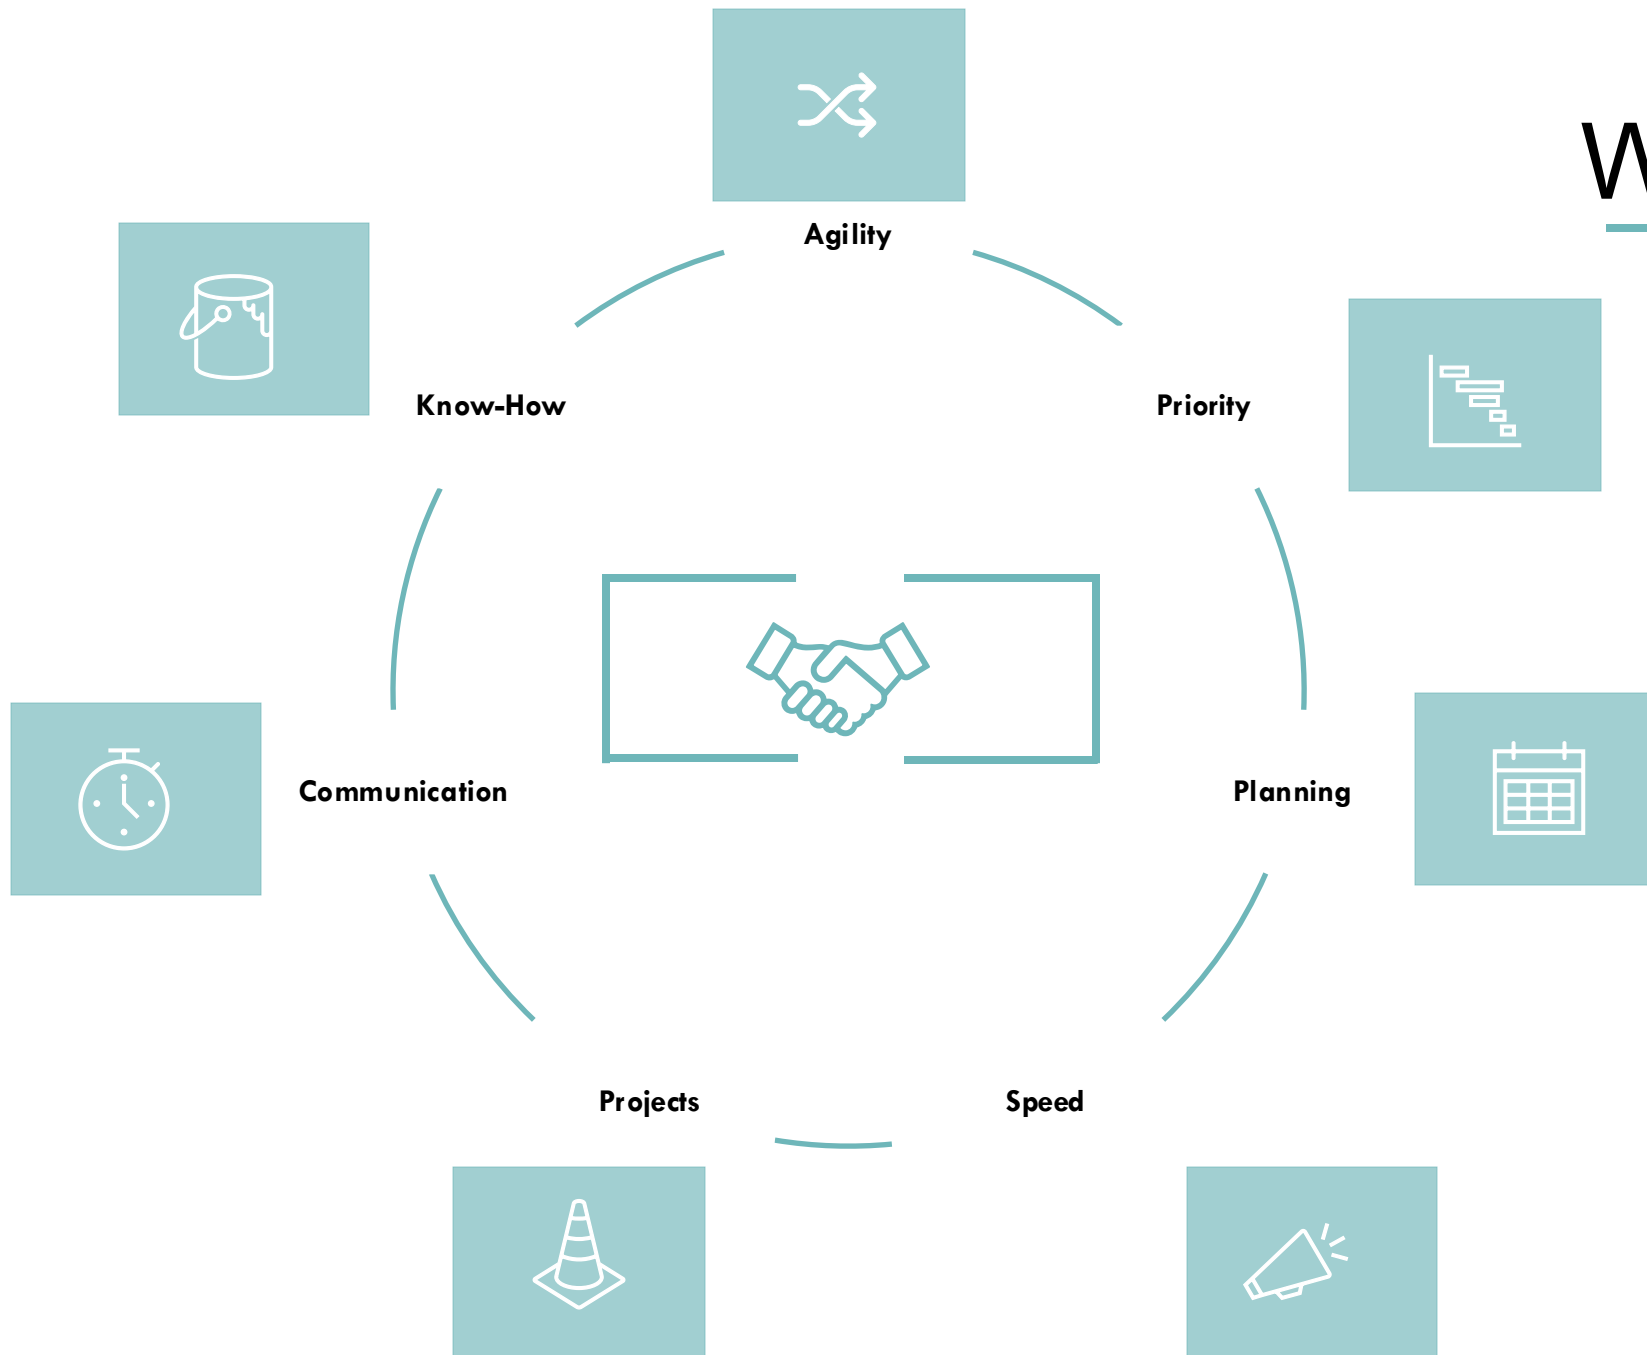 W
Agility
Know-How
Priority
Communication
Planning
Projects
Speed